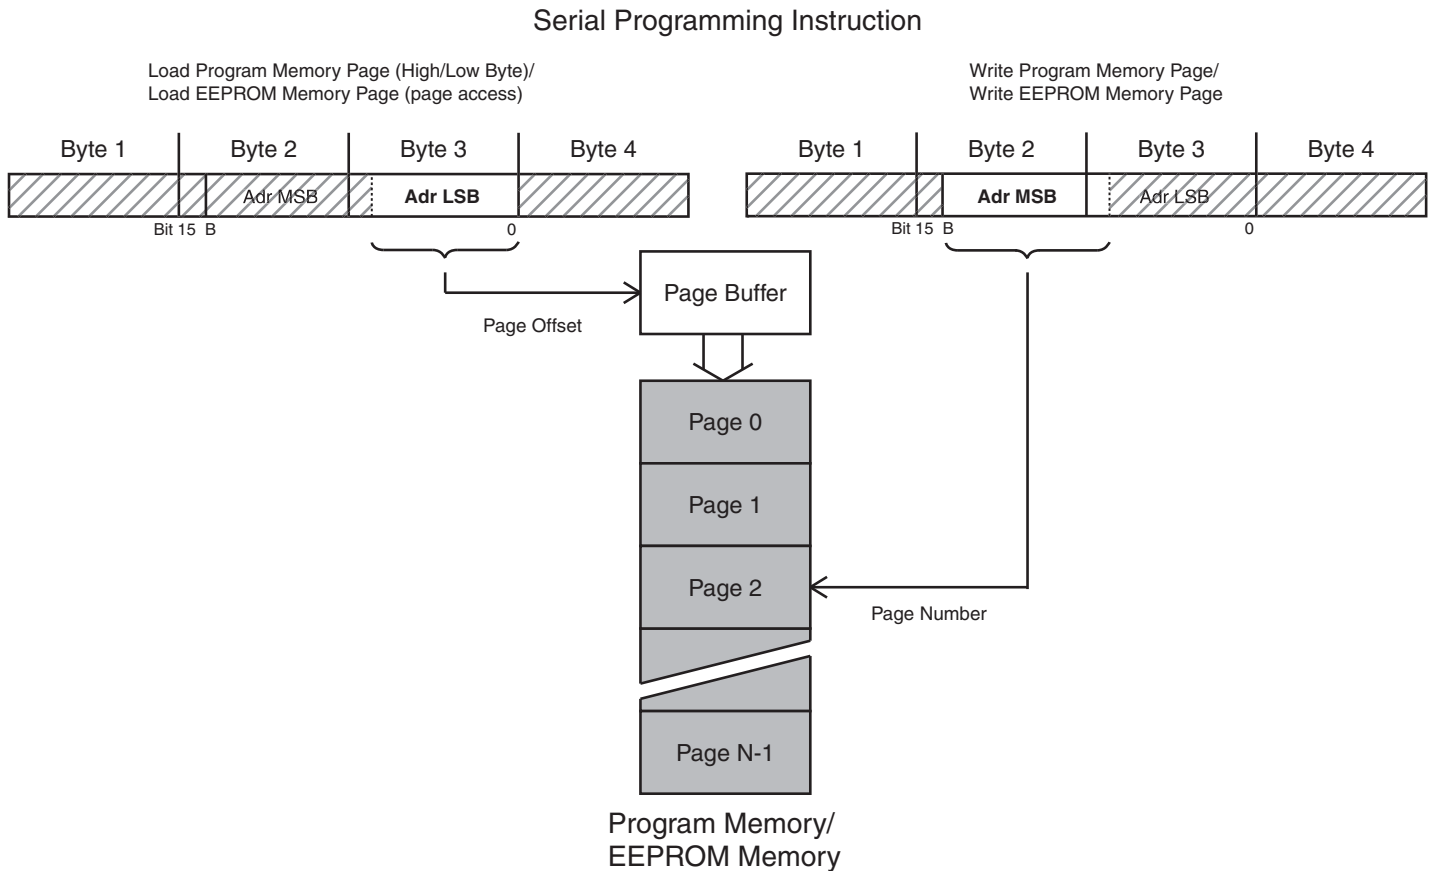 Serial Programming Instruction
Load Program Memory Page (High/Low Byte)/
Load EEPROM Memory Page (page access)
Write Program Memory Page/
Write EEPROM Memory Page
Byte 1 Byte 2 Byte 3 Byte 4
Adr MSB Adr LSB
Bit 15 B 0
Byte 1 Byte 2 Byte 3 Byte 4
Adr MSB Adr LSB
Bit 15 B 0
Page Buffer
Page Offset
Page 0
Page 1
Page 2
Page Number
Page N-1
Program Memory/
EEPROM Memory